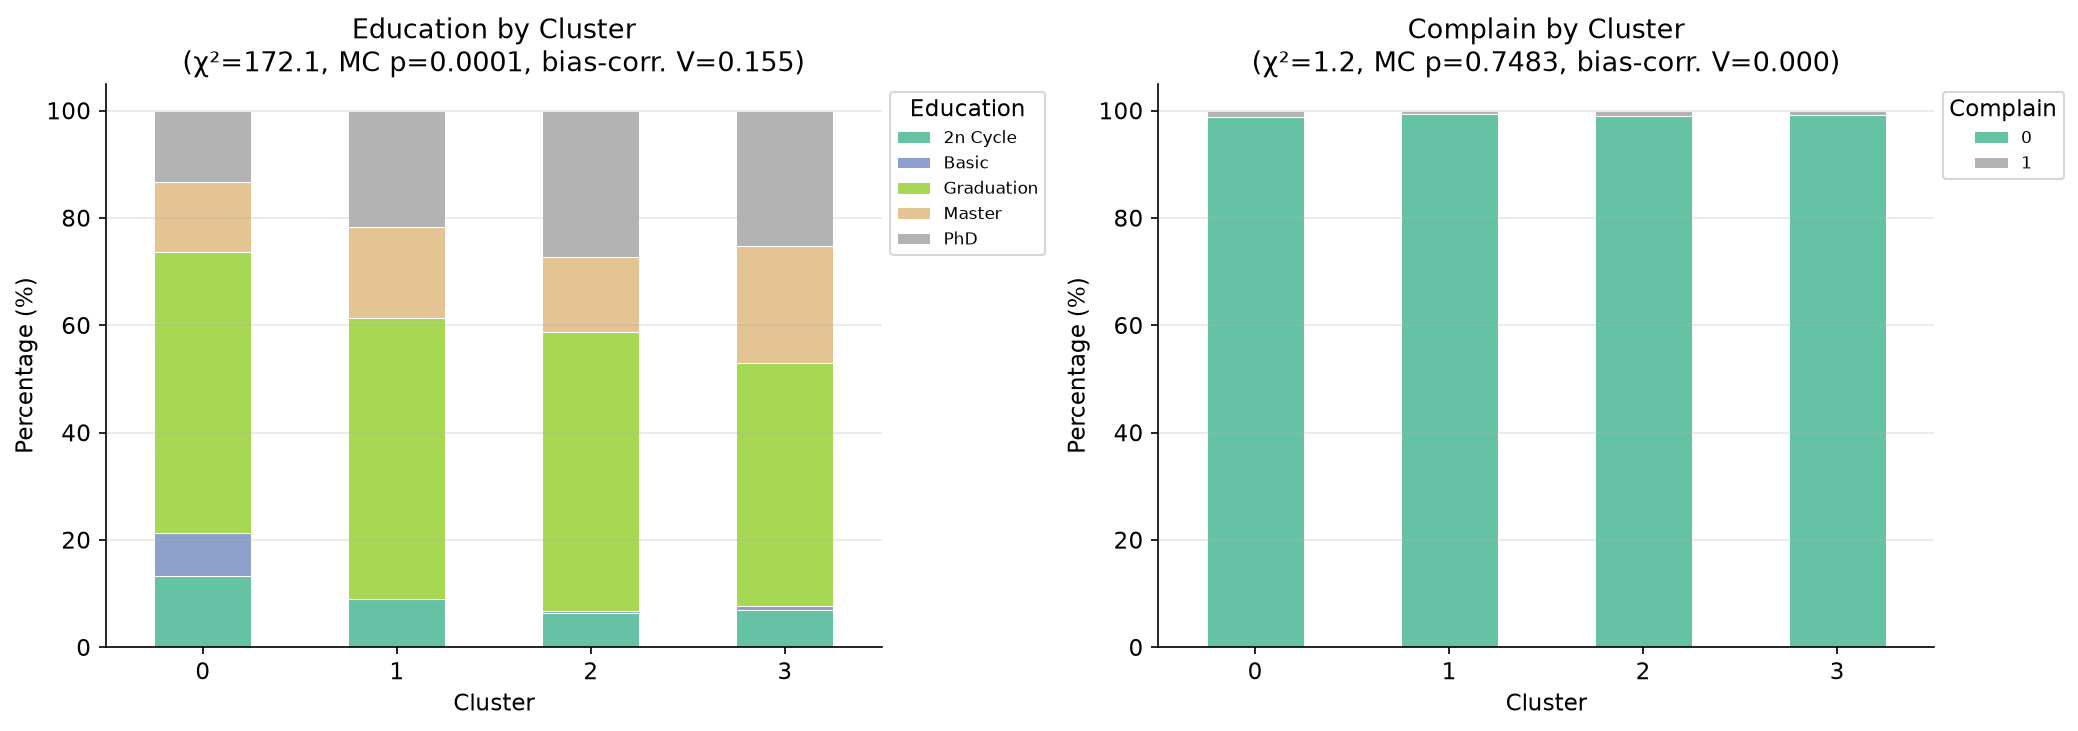 Education by Cluster
(χ²=172.1, MC p=0.0001, bias-corr. V=0.155)
Percentage (%)
100
80
60
40
20
0
0 1 2 3
Cluster
Education
2n Cycle
Basic
Graduation
Master
PhD
Complain by Cluster
(χ²=1.2, MC p=0.7483, bias-corr. V=0.000)
Percentage (%)
100
80
60
40
20
0
0 1 2 3
Cluster
Complain
0
1